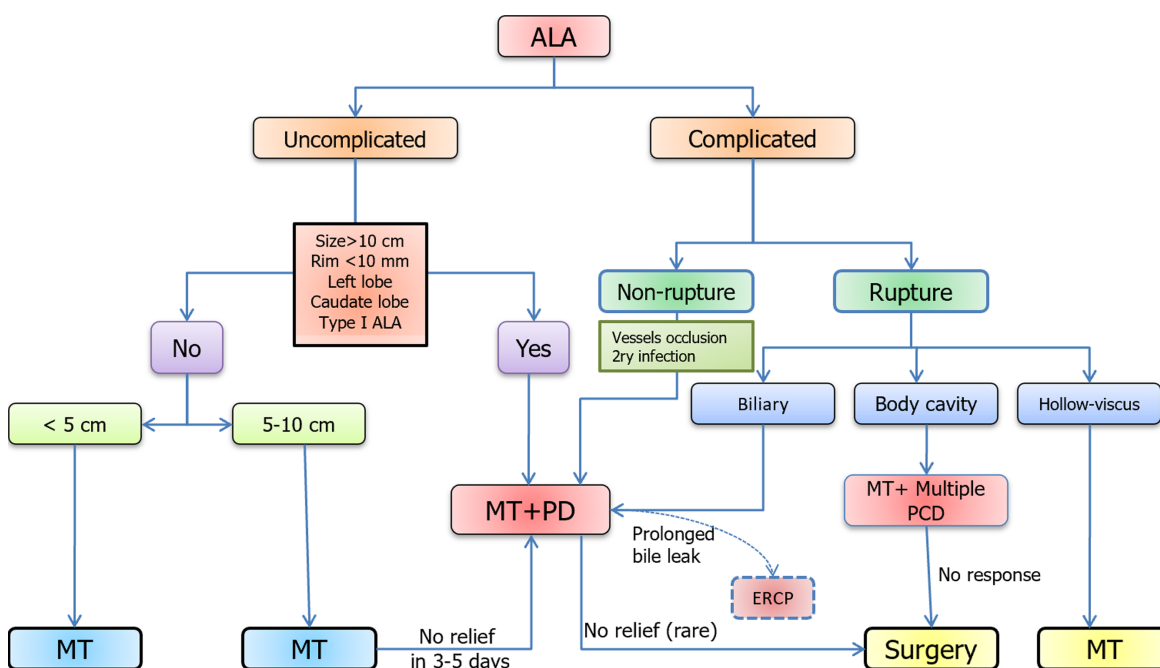 ALA
Uncomplicated
Complicated
Size>10 cm
Rim <10 mm
Left lobe
Caudate lobe
Type I ALA
Non-rupture
Rupture
Vessels occlusion
2ry infection
No
Yes
Biliary
Body cavity
Hollow-viscus
< 5 cm
5-10 cm
MT+PD
MT+ Multiple
PCD
Prolonged
bile leak
No response
ERCP
No relief
in 3-5 days
No relief (rare)
MT
MT
Surgery
MT